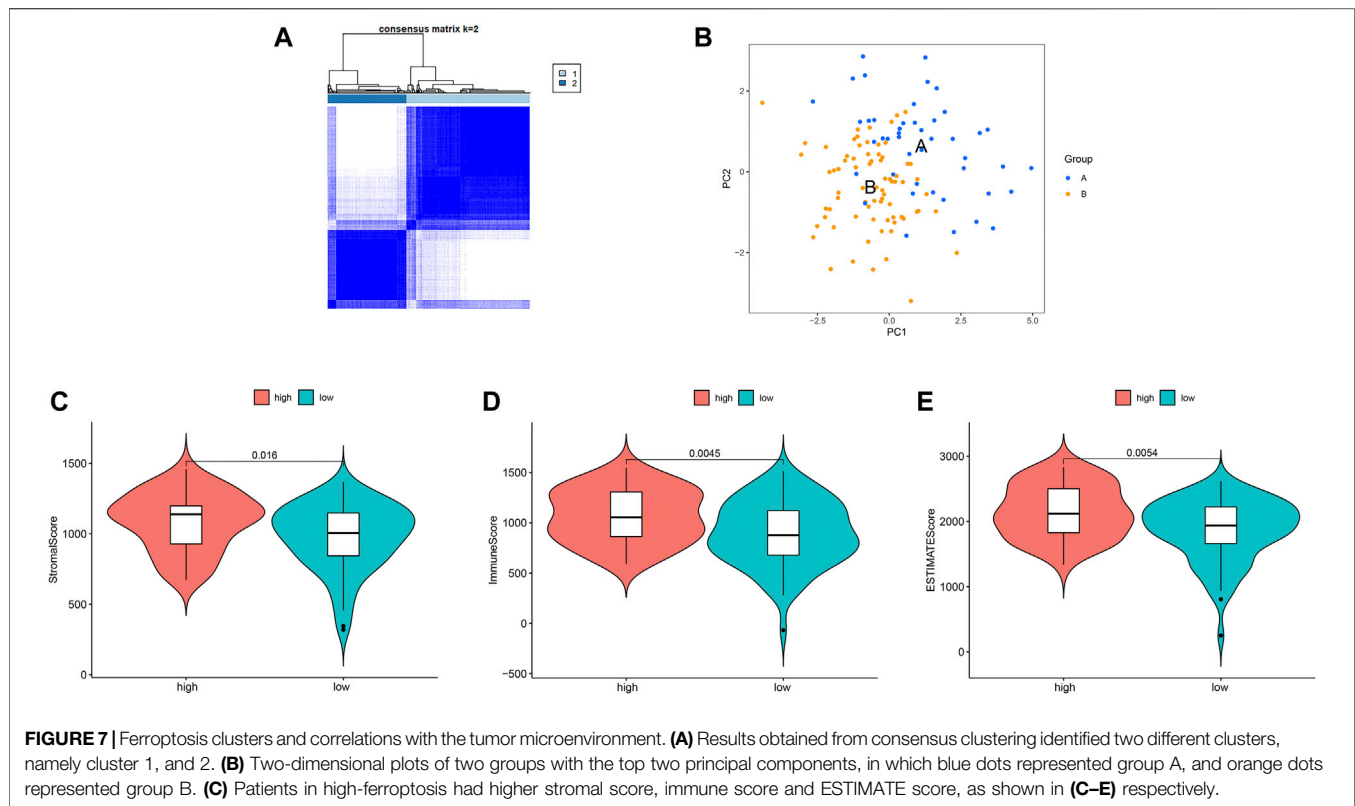 A
consensus matrix k=2
1
2
B
2
0
−2
PC2
A
B
−2.5
0.0
2.5
5.0
PC1
Group
A
B
C
high
low
0.016
1500
1000
500
0
StromalScore
high
low
D
high
low
0.0045
1500
1000
500
0
−500
ImmuneScore
high
low
E
high
low
0.0054
3000
2000
1000
0
ESTIMATEScore
high
low
FIGURE 7 | Ferroptosis clusters and correlations with the tumor microenvironment. (A) Results obtained from consensus clustering identified two different clusters,
namely cluster 1, and 2. (B) Two-dimensional plots of two groups with the top two principal components, in which blue dots represented group A, and orange dots
represented group B. (C) Patients in high-ferroptosis had higher stromal score, immune score and ESTIMATE score, as shown in (C–E) respectively.